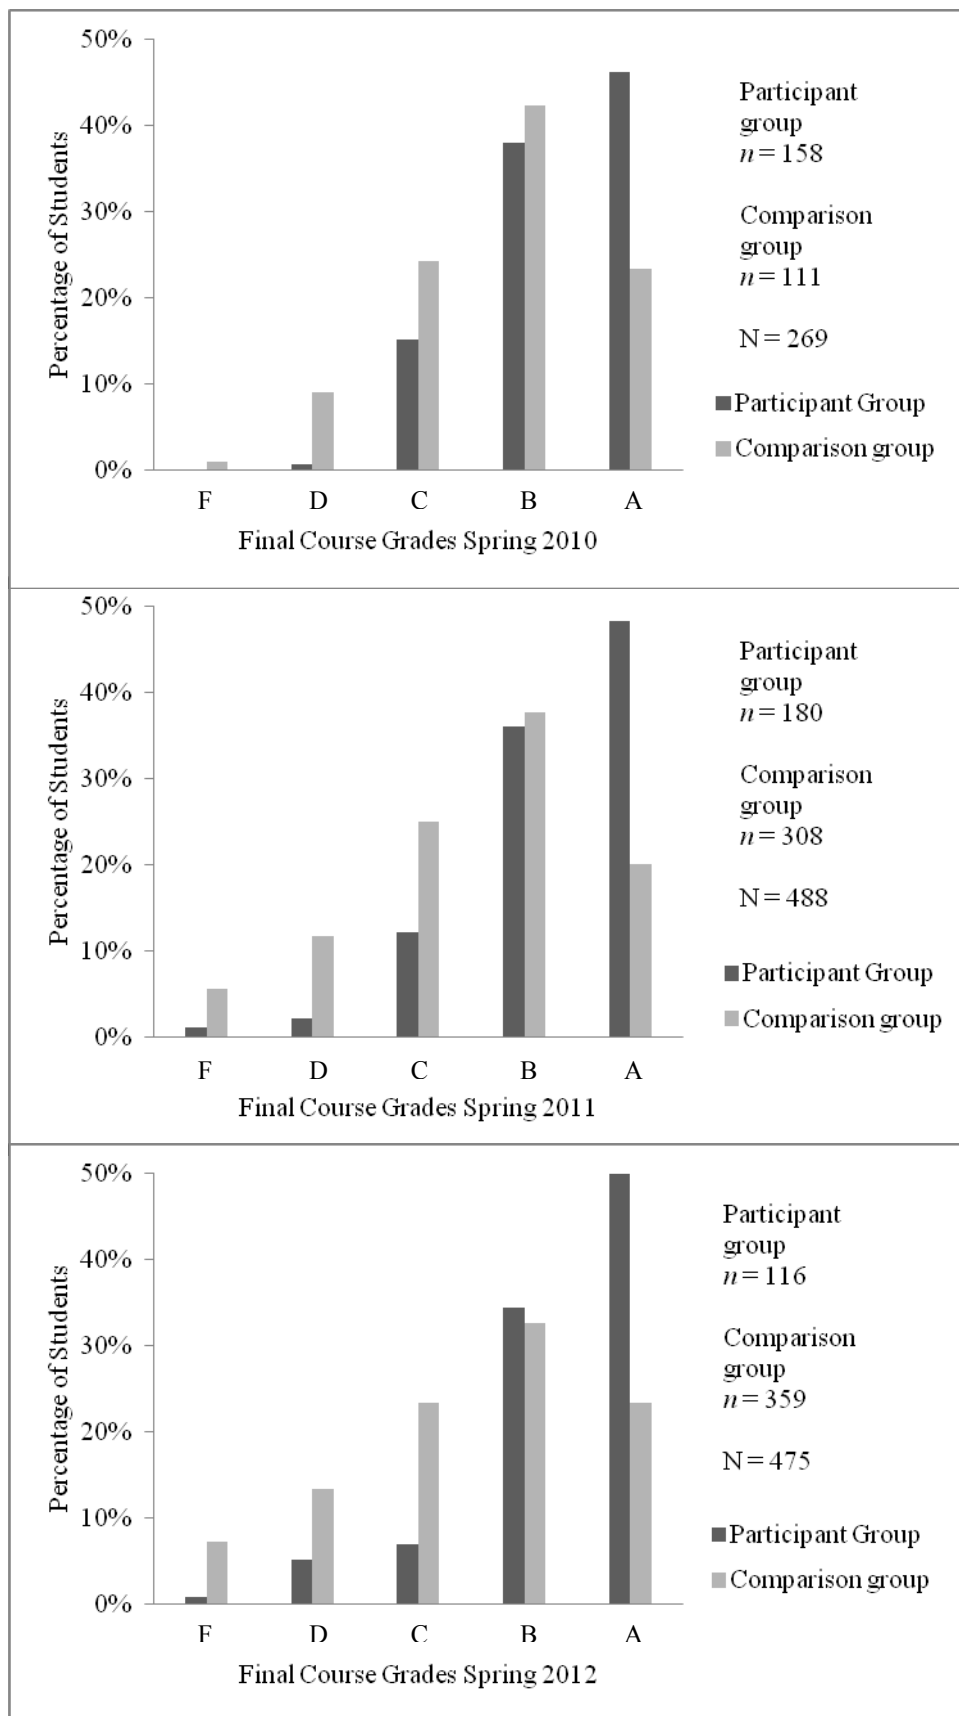 50%
40%
30%
20%
10%
0%
Percentage of Students
F D C B A
Final Course Grades Spring 2010
Participant
group
n = 158
Comparison
group
n = 111
N = 269
Participant Group
Comparison group
50%
40%
30%
20%
10%
0%
Percentage of Students
F D C B A
Final Course Grades Spring 2011
Participant
group
n = 180
Comparison
group
n = 308
N = 488
Participant Group
Comparison group
50%
40%
30%
20%
10%
0%
Percentage of Students
F D C B A
Final Course Grades Spring 2012
Participant
group
n = 116
Comparison
group
n = 359
N = 475
Participant Group
Comparison group